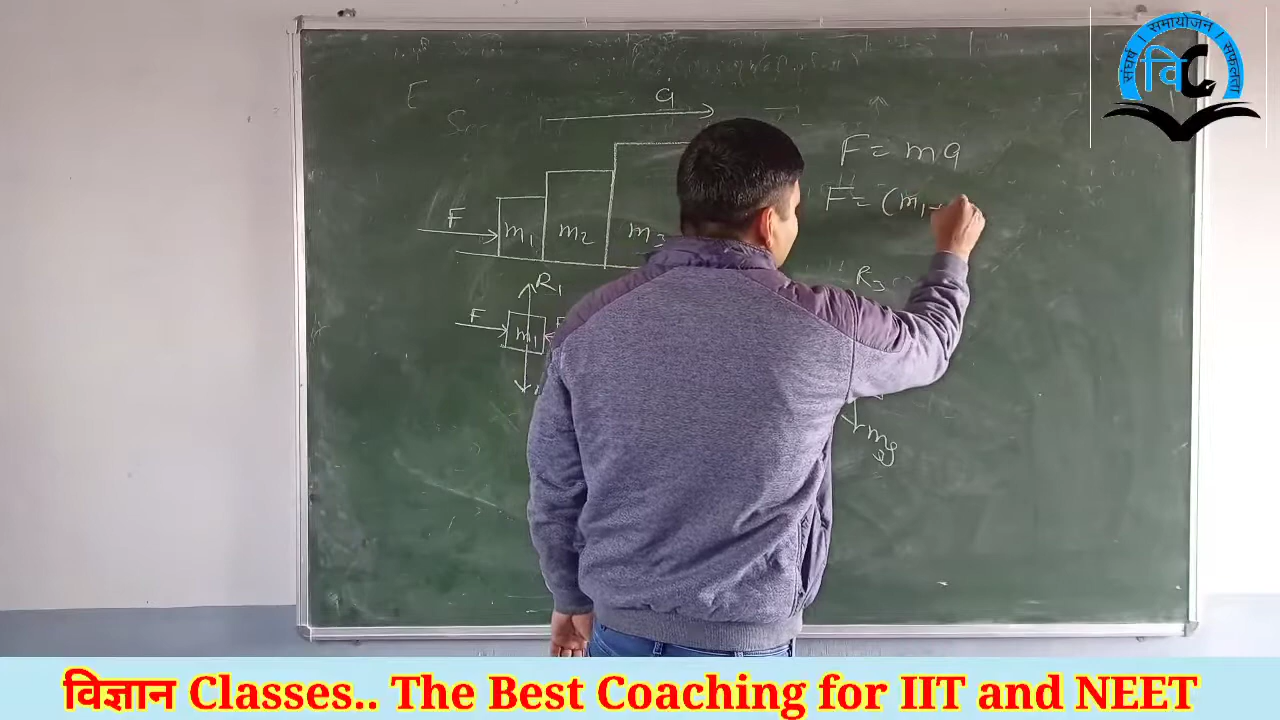 संघर्ष । समायोजन । सफलता
विC
E
a
F = ma
F = (m1
F
m1 m2 m3
R1
R3
F
m1
mg
विज्ञान Classes.. The Best Coaching for IIT and NEET